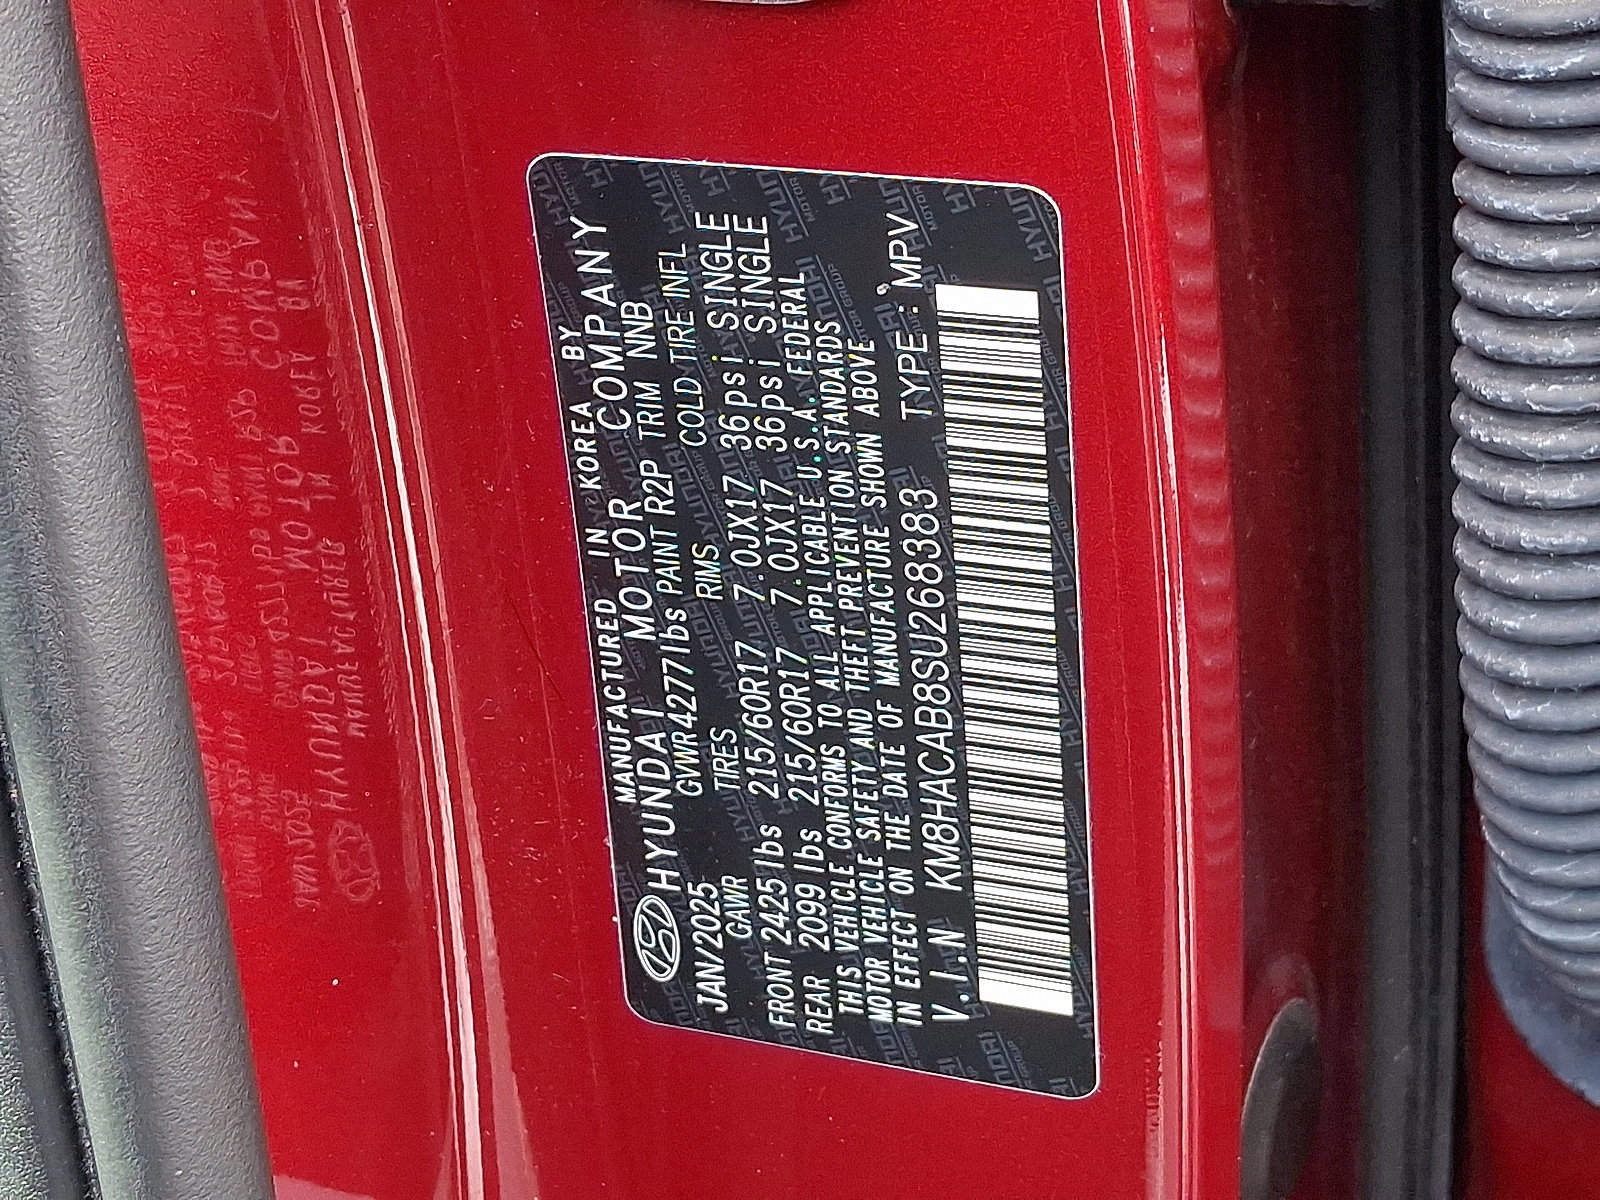 MANUFACTURED IN KOREA BY
HYUNDAI MOTOR COMPANY
JAN/2025 GVWR4277lbs PAINT R2P TRIM NNB
GAWR TIRES RIMS COLD TIRE INFL
FRONT 2425lbs 215/60R17 7.0JX17 36psi SINGLE
REAR 2099lbs 215/60R17 7.0JX17 36psi SINGLE
THIS VEHICLE CONFORMS TO ALL APPLICABLE U.S.A. FEDERAL
MOTOR VEHICLE SAFETY AND THEFT PREVENTION STANDARDS
IN EFFECT ON THE DATE OF MANUFACTURE SHOWN ABOVE
V.I.N KM8HACAB8SU268383 TYPE : MPV